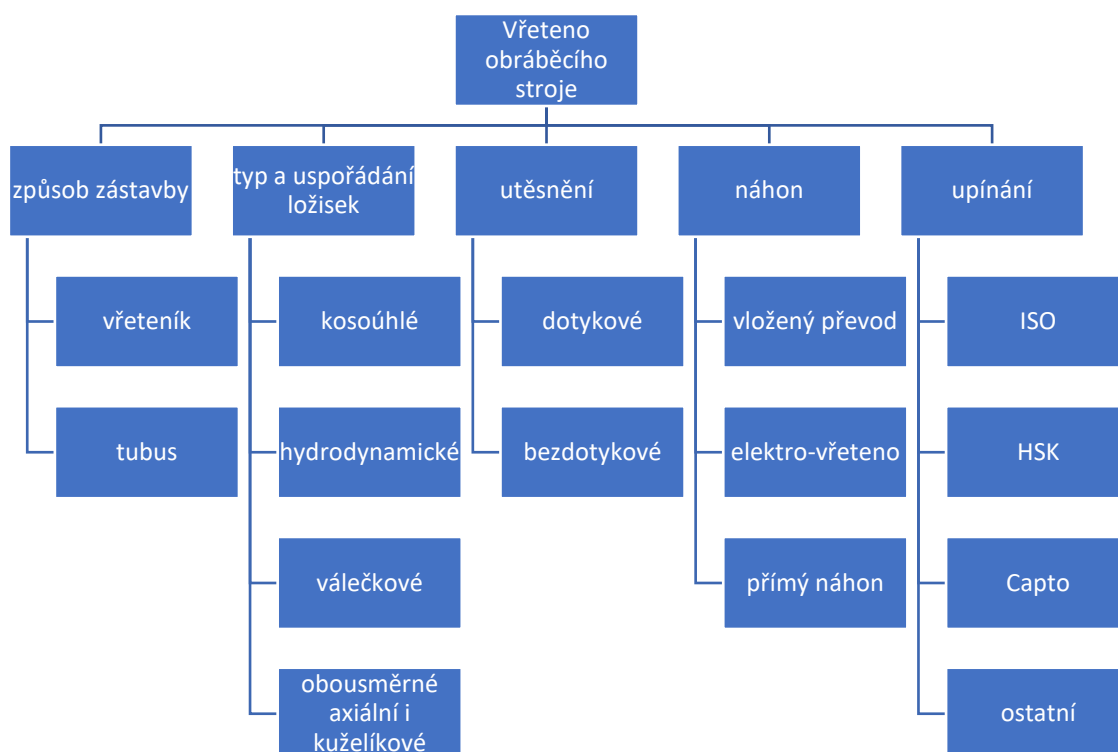 Vřeteno
obráběcího
stroje
způsob zástavby
typ a uspořádání
ložisek
utěsnění
náhon
upínání
vřeteník
kosoúhlé
dotykové
vložený převod
ISO
tubus
hydrodynamické
bezdotykové
elektro-vřeteno
HSK
válečkové
přímý náhon
Capto
obousměrné
axiální i
kuželíkové
ostatní